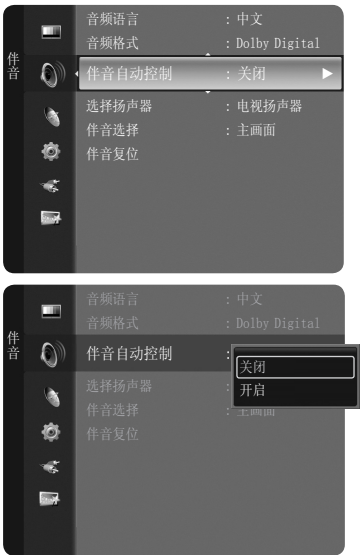 伴音
音频语言 : 中文
音频格式 : Dolby Digital
伴音自动控制 : 关闭
选择扬声器 : 电视扬声器
伴音选择 : 主画面
伴音复位
伴音
音频语言 : 中文
音频格式 : Dolby Digital
伴音自动控制 :
关闭
开启
选择扬声器 :
伴音选择 : 主画面
伴音复位